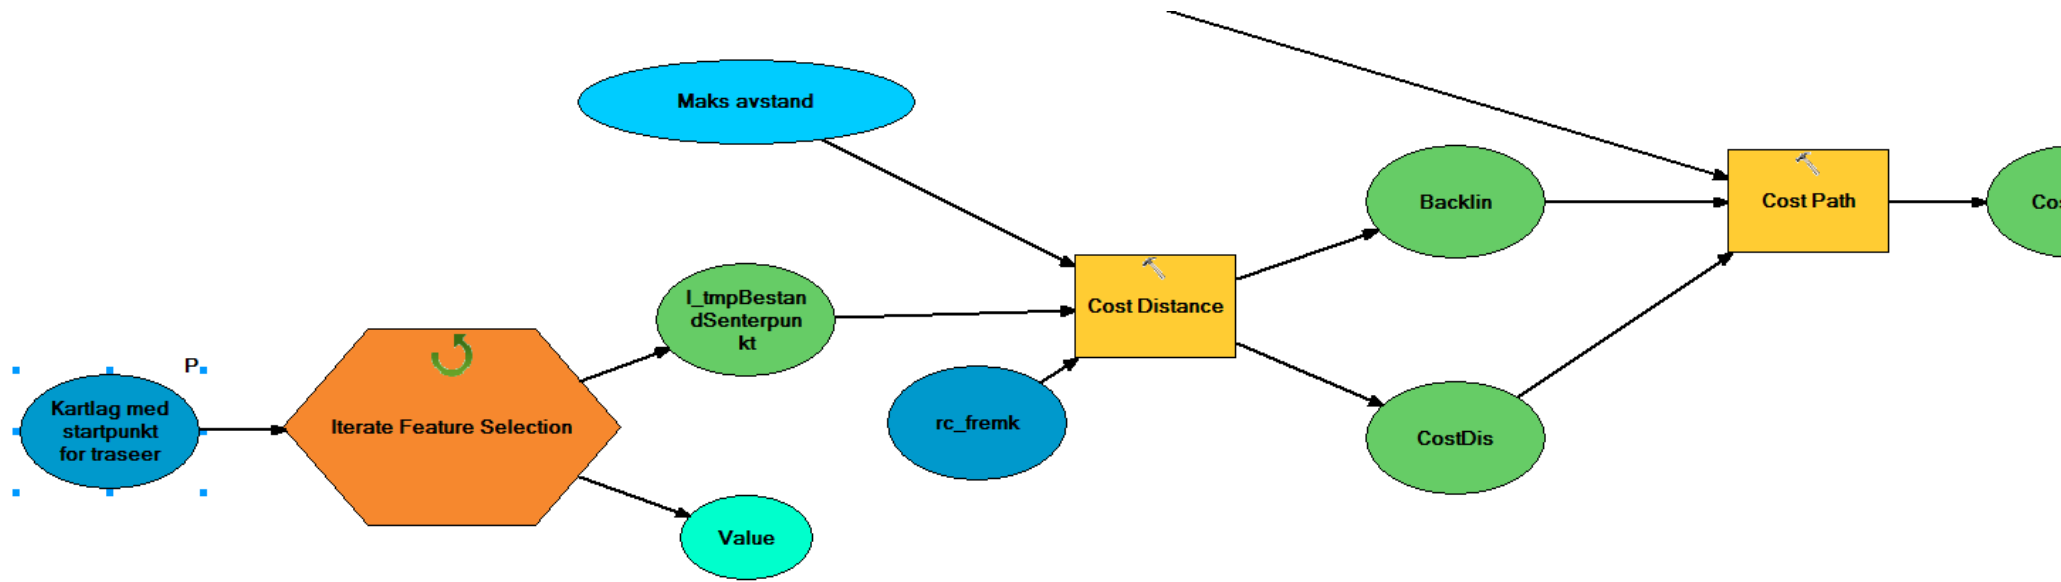 Maks avstand
Backlin
Cost Path
Cos
l_tmpBestan
dSenterpun
kt
Cost Distance
P
Kartlag med
startpunkt
for traseer
Iterate Feature Selection
rc_fremk
CostDis
Value